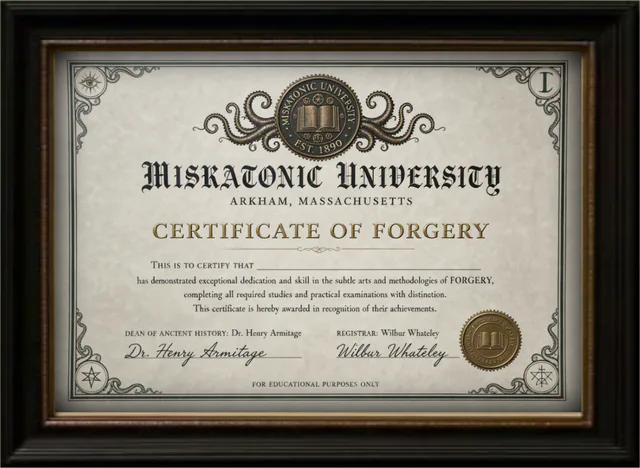 MISKATONIC UNIVERSITY
EST. 1890
MISKATONIC UNIVERSITY
ARKHAM, MASSACHUSETTS
CERTIFICATE OF FORGERY
THIS IS TO CERTIFY THAT
has demonstrated exceptional dedication and skill in the subtle arts and methodologies of FORGERY,
completing all required studies and practical examinations with distinction.
This certificate is hereby awarded in recognition of their achievements.
DEAN OF ANCIENT HISTORY: Dr. Henry Armitage
REGISTRAR: Wilbur Whateley
Dr. Henry Armitage
Wilbur Whateley
FOR EDUCATIONAL PURPOSES ONLY